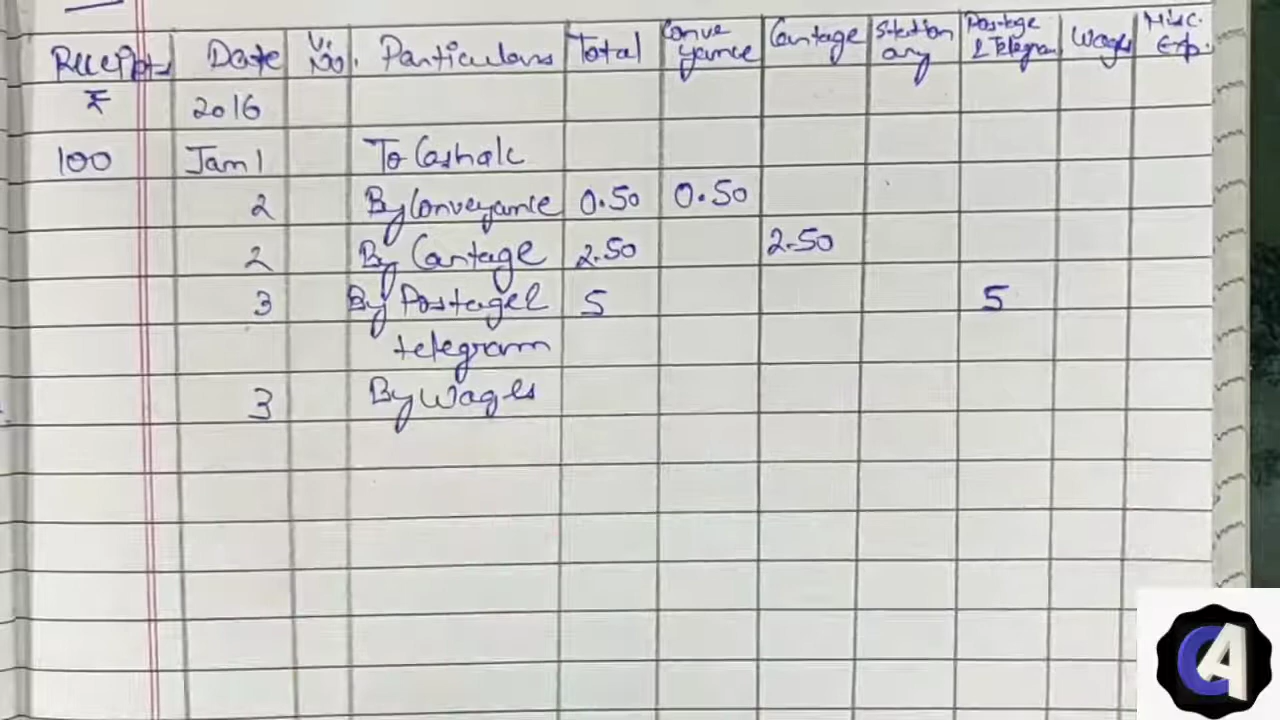 Receipts Date V. No. Particulars Total Conveyance Cartage Stationary Postage & Telegram Wages Misc. Exp.
₹ 2016
100 Jan 1 To Cash a/c
2 By Conveyance 0.50 0.50
2 By Cartage 2.50 2.50
3 By Postage & 5 5
telegram
3 By Wages
CA